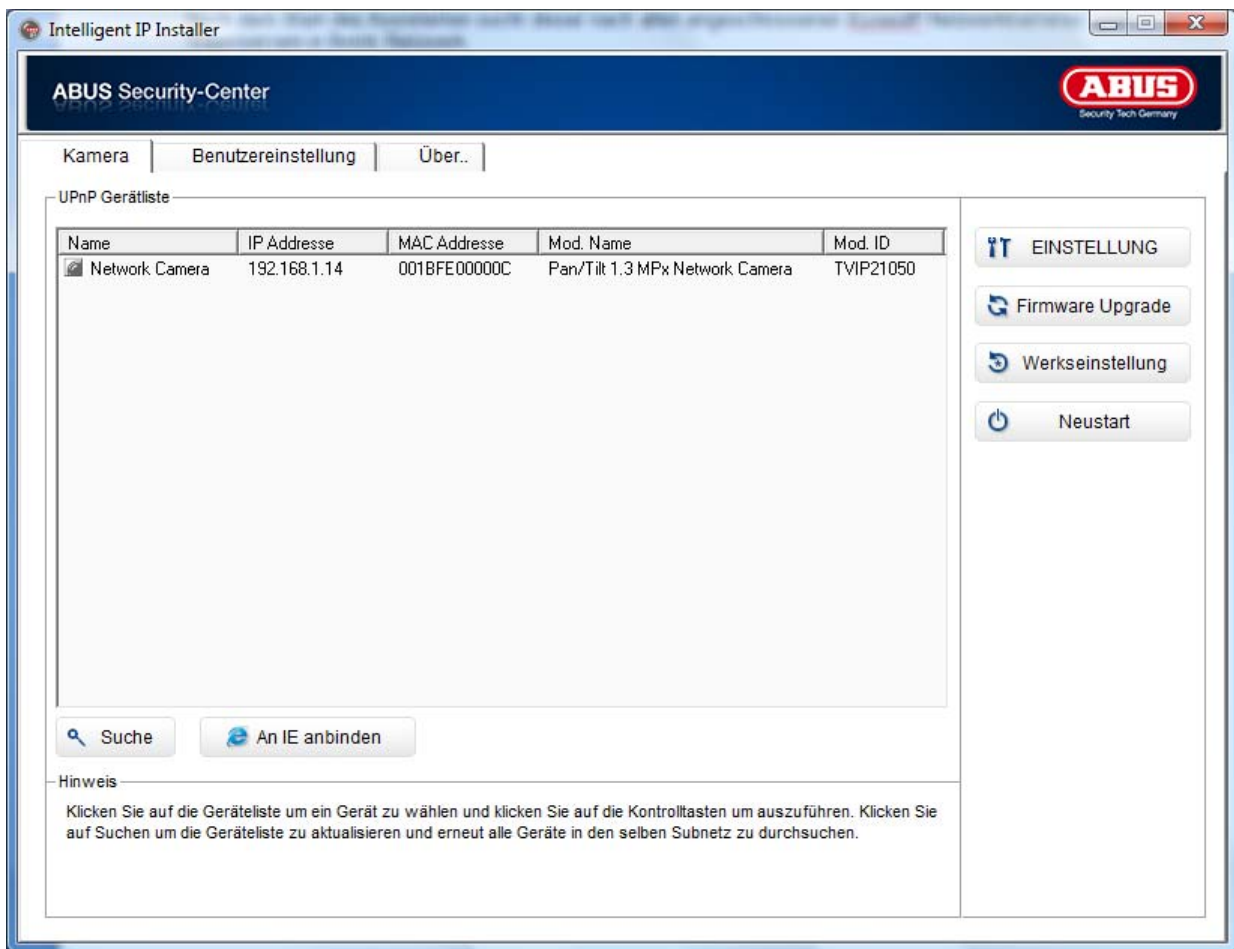 Intelligent IP Installer
ABUS Security-Center
ABUS
Security Tech Germany
Kamera Benutzereinstellung Über..
UPnP Gerätliste
Name IP Addresse MAC Addresse Mod. Name Mod. ID
Network Camera 192.168.1.14 001BFE00000C Pan/Tilt 1.3 MPx Network Camera TVIP21050
EINSTELLUNG
Firmware Upgrade
Werkseinstellung
Neustart
Suche An IE anbinden
Hinweis
Klicken Sie auf die Geräteliste um ein Gerät zu wählen und klicken Sie auf die Kontrolltasten um auszuführen. Klicken Sie
auf Suchen um die Geräteliste zu aktualisieren und erneut alle Geräte in den selben Subnetz zu durchsuchen.